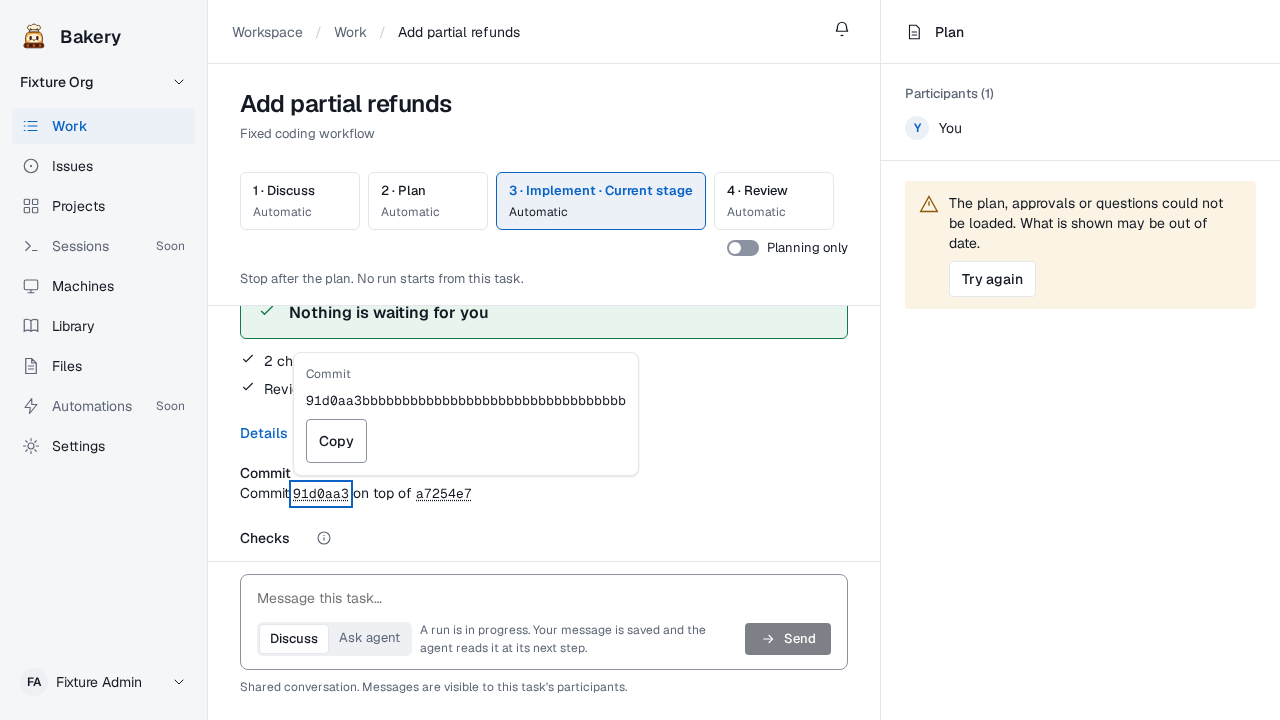 Bakery
Fixture Org
Work
Issues
Projects
Sessions Soon
Machines
Library
Files
Automations Soon
Settings
FA Fixture Admin
Workspace / Work / Add partial refunds
Add partial refunds
Fixed coding workflow
1 · Discuss
Automatic
2 · Plan
Automatic
3 · Implement · Current stage
Automatic
4 · Review
Automatic
Planning only
Stop after the plan. No run starts from this task.
Nothing is waiting for you
2 ch
Revi
Commit
91d0aa3bbbbbbbbbbbbbbbbbbbbbbbbbbbbbbbbb
Copy
Details
Commit
Commit 91d0aa3 on top of a7254e7
Checks
Message this task…
Discuss Ask agent
A run is in progress. Your message is saved and the
agent reads it at its next step.
Send
Shared conversation. Messages are visible to this task's participants.
Plan
Participants (1)
Y You
The plan, approvals or questions could not
be loaded. What is shown may be out of
date.
Try again